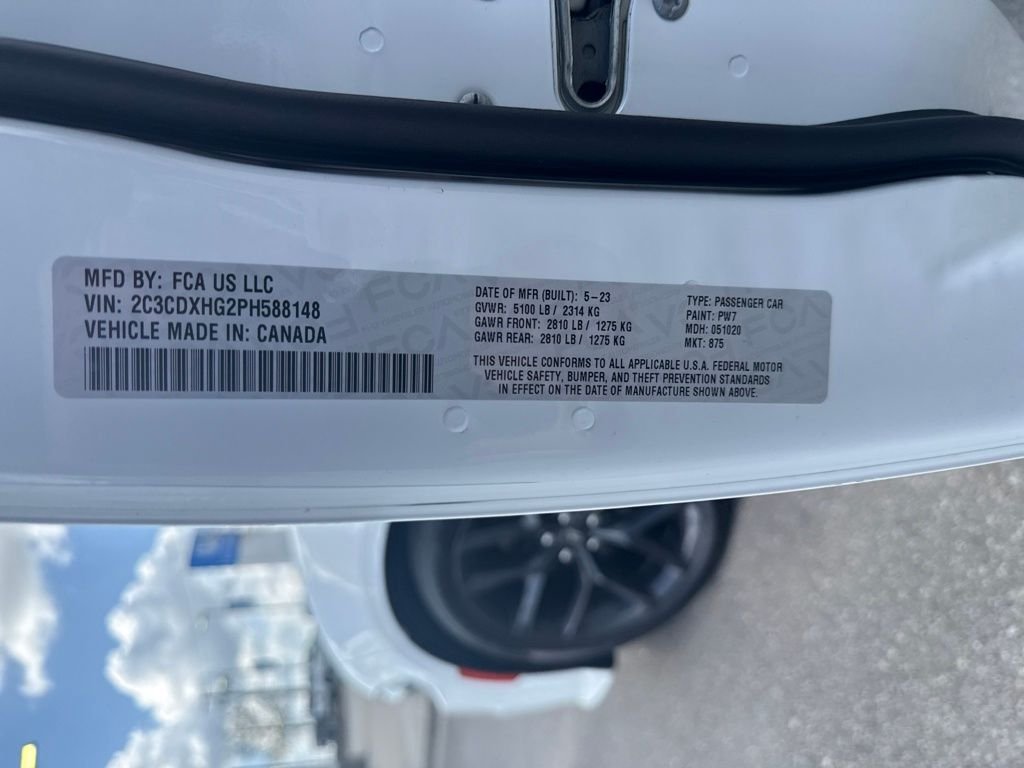 MFD BY: FCA US LLC
VIN: 2C3CDXHG2PH588148
VEHICLE MADE IN: CANADA
DATE OF MFR (BUILT): 5-23
GVWR: 5100 LB / 2314 KG
GAWR FRONT: 2810 LB / 1275 KG
GAWR REAR: 2810 LB / 1275 KG
TYPE: PASSENGER CAR
PAINT: PW7
MDH: 051020
MKT: 875
THIS VEHICLE CONFORMS TO ALL APPLICABLE U.S.A. FEDERAL MOTOR
VEHICLE SAFETY, BUMPER, AND THEFT PREVENTION STANDARDS
IN EFFECT ON THE DATE OF MANUFACTURE SHOWN ABOVE.